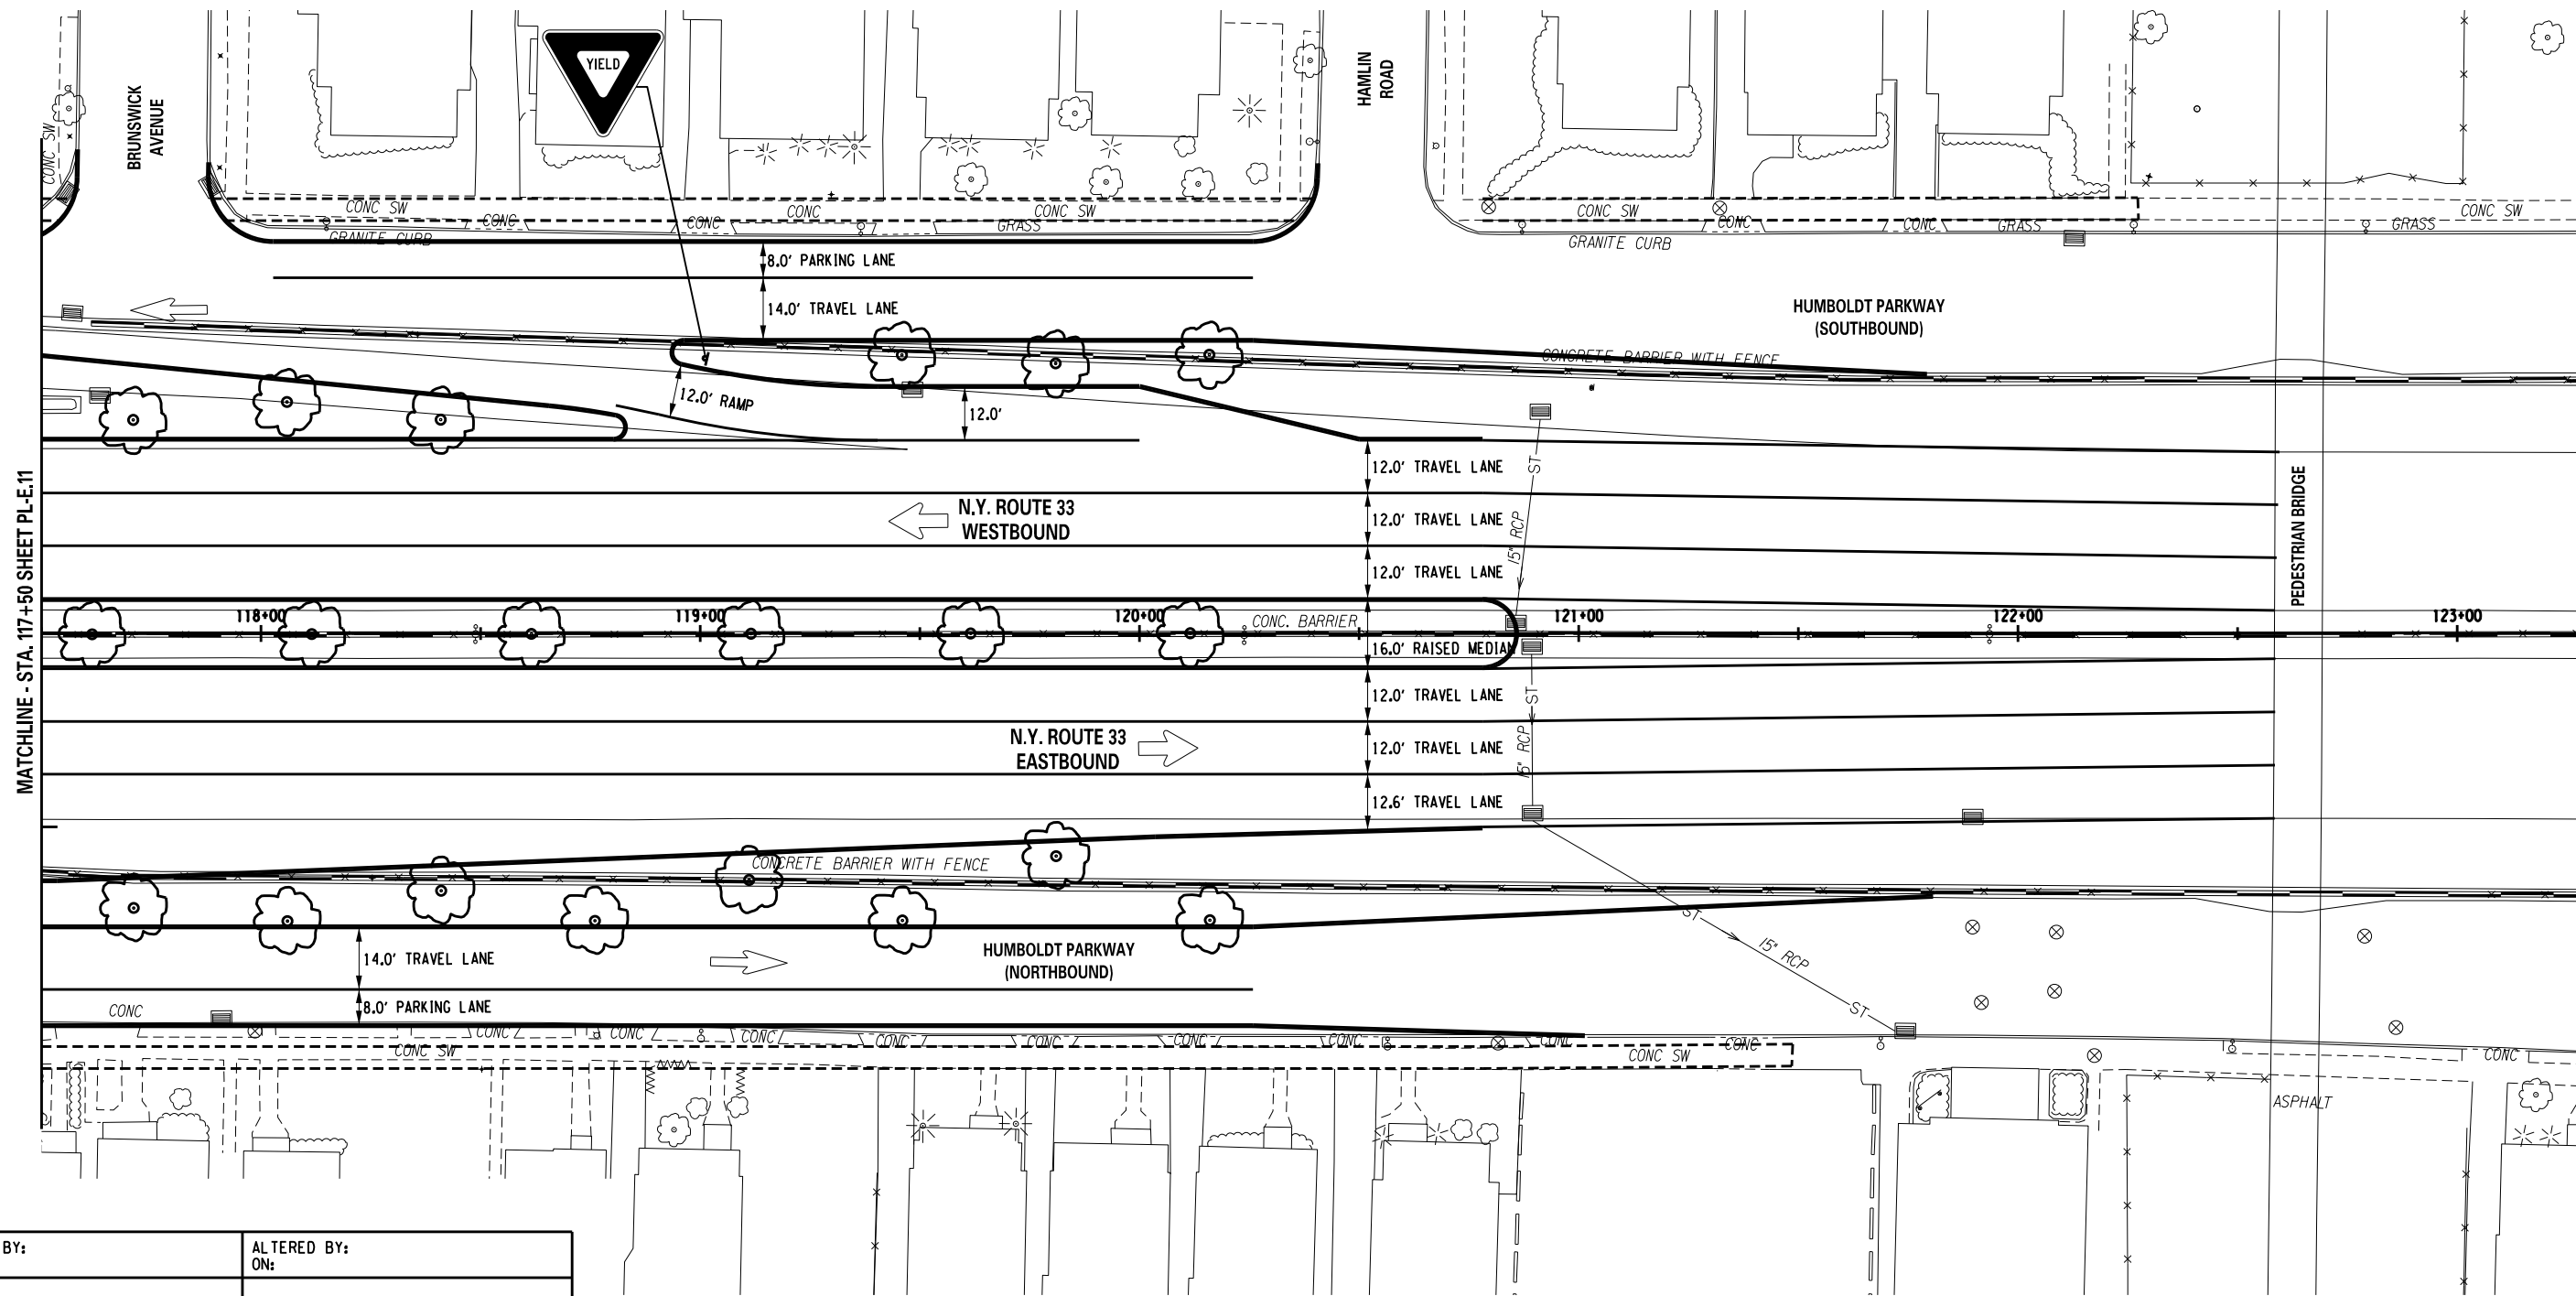 YIELD
BRUNSWICK
AVENUE
HAMLIN
ROAD
CONC SW
CONC SW
CONC
CONC
CONC
CONC SW
GRASS
GRANITE CURB
CONC SW
CONC
CONC
GRASS
CONC SW
GRASS
GRANITE CURB
8.0' PARKING LANE
14.0' TRAVEL LANE
HUMBOLDT PARKWAY
(SOUTHBOUND)
CONCRETE BARRIER WITH FENCE
12.0' RAMP
12.0'
MATCHLINE - STA. 117+50 SHEET PL-E.11
12.0' TRAVEL LANE
ST
N.Y. ROUTE 33
WESTBOUND
12.0' TRAVEL LANE
15" RCP
12.0' TRAVEL LANE
PEDESTRIAN BRIDGE
118+00
119+00
120+00
CONC. BARRIER
121+00
122+00
123+00
16.0' RAISED MEDIAN
12.0' TRAVEL LANE
ST
N.Y. ROUTE 33
EASTBOUND
12.0' TRAVEL LANE
15" RCP
12.6' TRAVEL LANE
CONCRETE BARRIER WITH FENCE
ST
15" RCP
ST
HUMBOLDT PARKWAY
(NORTHBOUND)
14.0' TRAVEL LANE
8.0' PARKING LANE
CONC
CONC
CONC
CONC
CONC
CONC
CONC
CONC
CONC
CONC
CONC SW
CONC SW
CONC
ASPHALT
BY:
ALTERED BY:
ON: